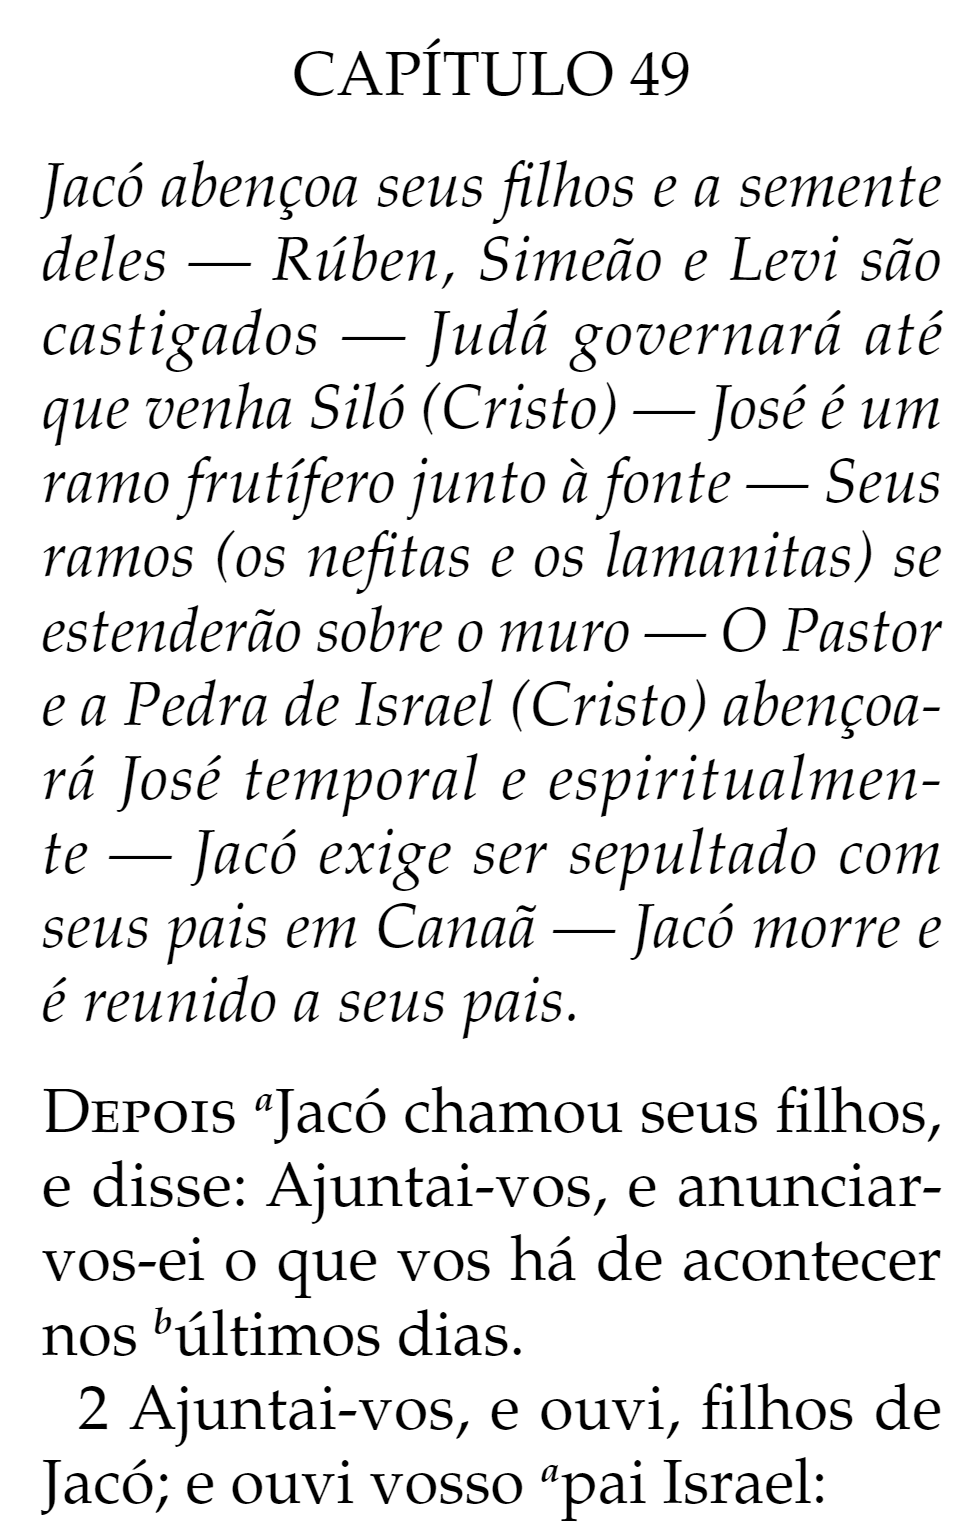 CAPÍTULO 49
Jacó abençoa seus filhos e a semente
deles — Rúben, Simeão e Levi são
castigados — Judá governará até
que venha Siló (Cristo) — José é um
ramo frutífero junto à fonte — Seus
ramos (os nefitas e os lamanitas) se
estenderão sobre o muro — O Pastor
e a Pedra de Israel (Cristo) abençoa-
rá José temporal e espiritualmen-
te — Jacó exige ser sepultado com
seus pais em Canaã — Jacó morre e
é reunido a seus pais.
DEPOIS aJacó chamou seus filhos,
e disse: Ajuntai-vos, e anunciar-
vos-ei o que vos há de acontecer
nos búltimos dias.
2 Ajuntai-vos, e ouvi, filhos de
Jacó; e ouvi vosso apai Israel: